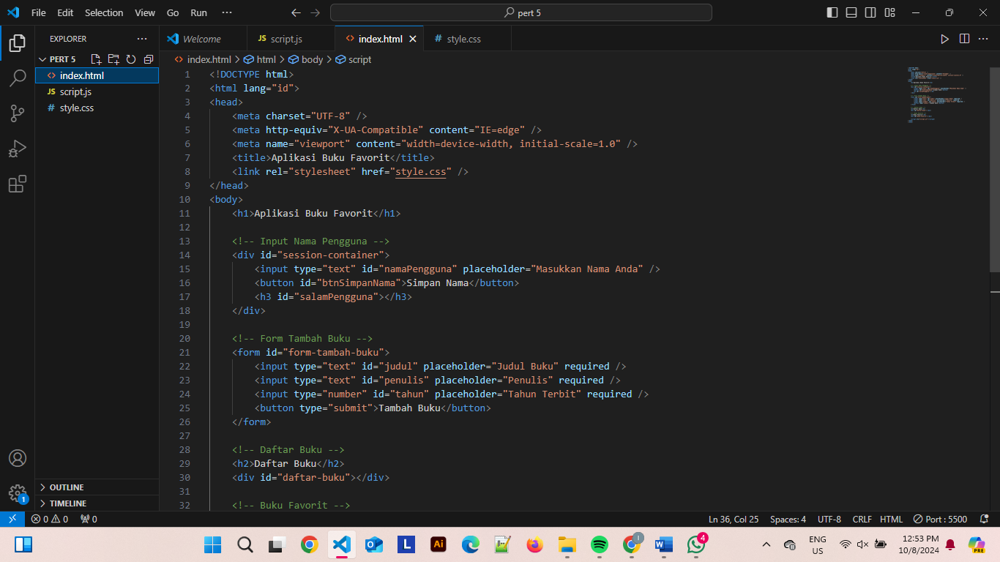 File Edit Selection View Go Run ··· pert 5
EXPLORER ···
PERT 5
index.html
JS script.js
# style.css
OUTLINE
TIMELINE
Welcome JS script.js <> index.html # style.css
<> index.html > html > body > script
1 <!DOCTYPE html>
2 <html lang="id">
3 <head>
4 <meta charset="UTF-8" />
5 <meta http-equiv="X-UA-Compatible" content="IE=edge" />
6 <meta name="viewport" content="width=device-width, initial-scale=1.0" />
7 <title>Aplikasi Buku Favorit</title>
8 <link rel="stylesheet" href="style.css" />
9 </head>
10 <body>
11 <h1>Aplikasi Buku Favorit</h1>
12
13 <!-- Input Nama Pengguna -->
14 <div id="session-container">
15 <input type="text" id="namaPengguna" placeholder="Masukkan Nama Anda" />
16 <button id="btnSimpanNama">Simpan Nama</button>
17 <h3 id="salamPengguna"></h3>
18 </div>
19
20 <!-- Form Tambah Buku -->
21 <form id="form-tambah-buku">
22 <input type="text" id="judul" placeholder="Judul Buku" required />
23 <input type="text" id="penulis" placeholder="Penulis" required />
24 <input type="number" id="tahun" placeholder="Tahun Terbit" required />
25 <button type="submit">Tambah Buku</button>
26 </form>
27
28 <!-- Daftar Buku -->
29 <h2>Daftar Buku</h2>
30 <div id="daftar-buku"></div>
31
32 <!-- Buku Favorit -->
1
0 0 0 Ln 36, Col 25 Spaces: 4 UTF-8 CRLF HTML Port : 5500
L Ai W 4 ENG US 12:53 PM 10/8/2024 PRE